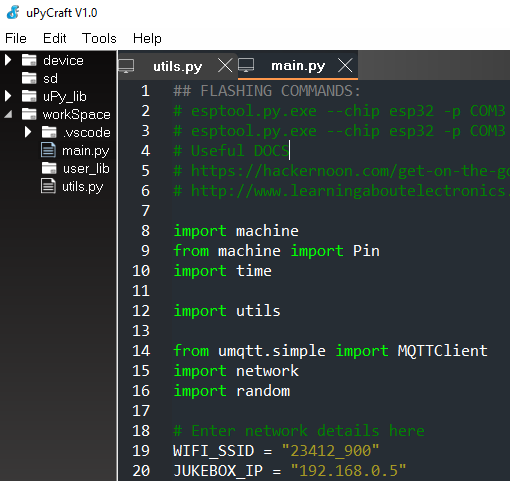 uPyCraft V1.0
File Edit Tools Help
device
sd
uPy_lib
workSpace
.vscode
main.py
user_lib
utils.py
utils.py main.py
1 ## FLASHING COMMANDS:
2 # esptool.py.exe --chip esp32 -p COM3
3 # esptool.py.exe --chip esp32 -p COM3
4 # Useful DOCS
5 # https://hackernoon.com/get-on-the-go
6 # http://www.learningaboutelectronics.
7
8 import machine
9 from machine import Pin
10 import time
11
12 import utils
13
14 from umqtt.simple import MQTTClient
15 import network
16 import random
17
18 # Enter network details here
19 WIFI_SSID = "23412_900"
20 JUKEBOX_IP = "192.168.0.5"